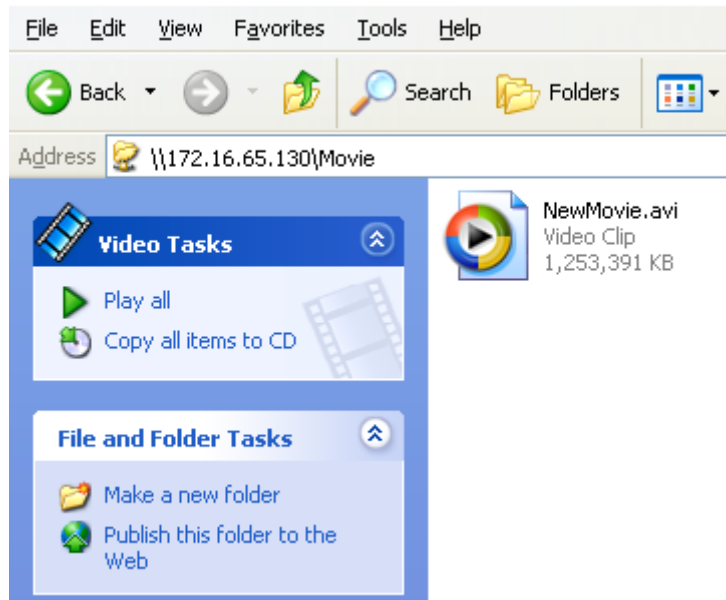 File Edit View Favorites Tools Help
Back Search Folders
Address \\172.16.65.130\Movie
Video Tasks
Play all
Copy all items to CD
File and Folder Tasks
Make a new folder
Publish this folder to the
Web
NewMovie.avi
Video Clip
1,253,391 KB